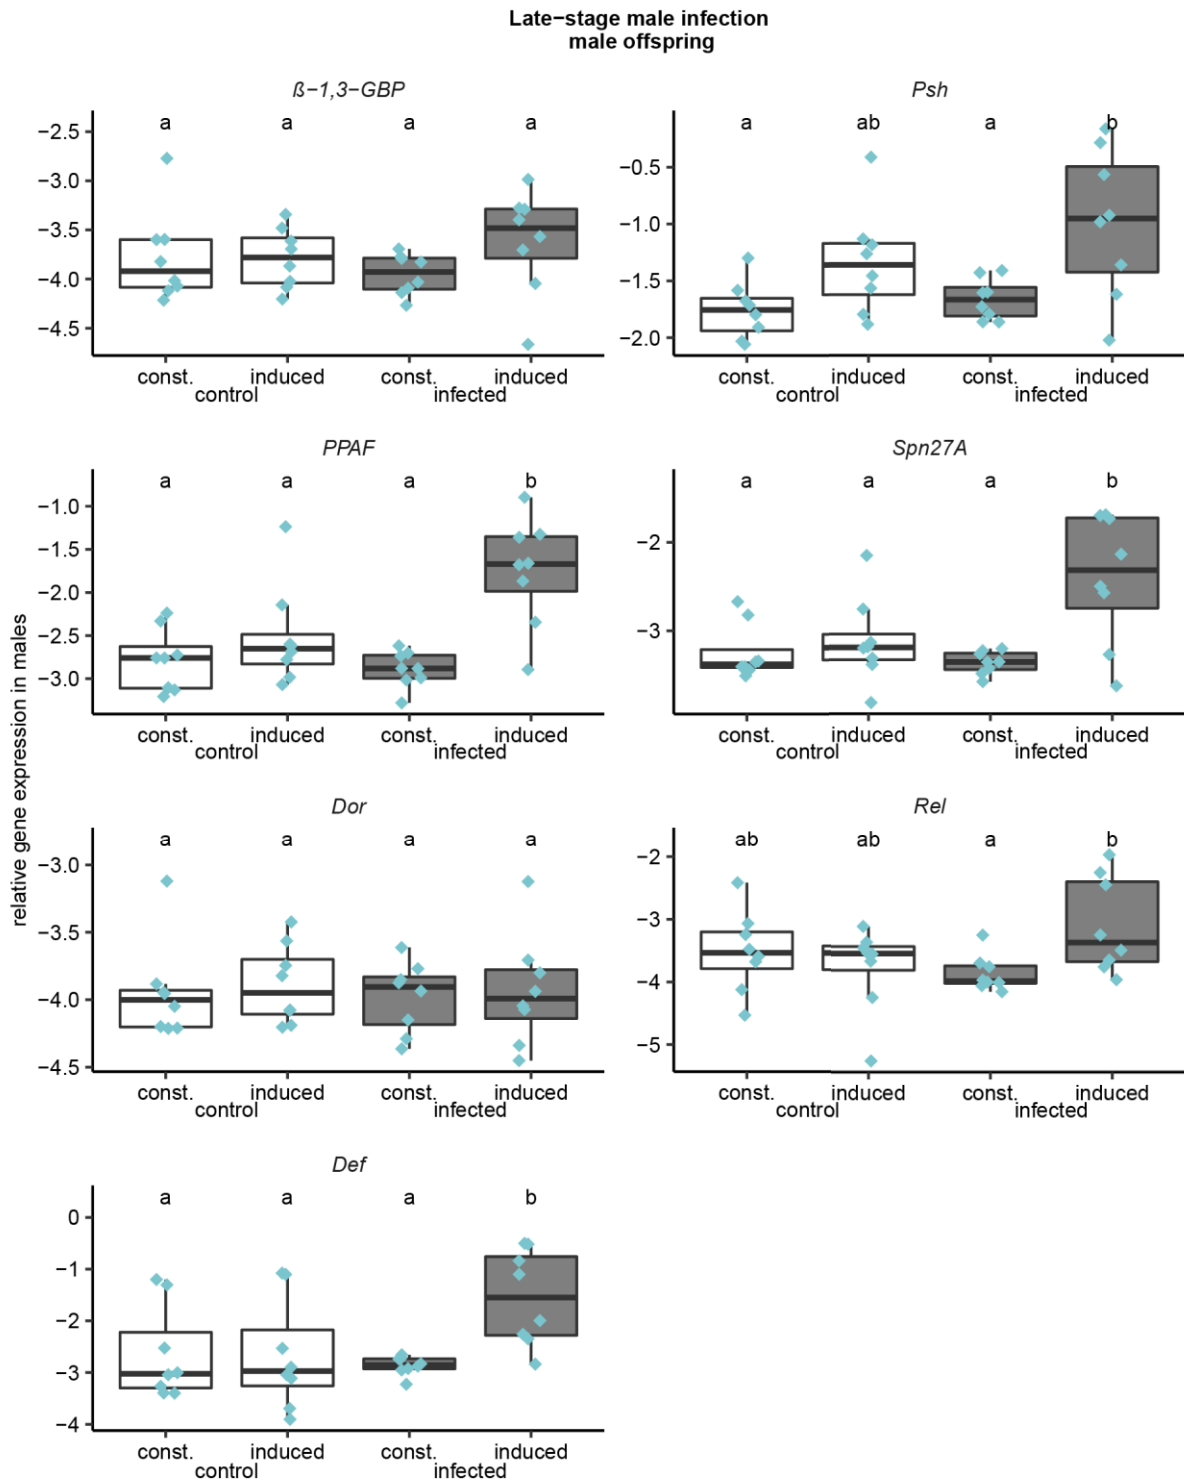 Late−stage male infection
male offspring
ß−1,3−GBP
a a a a
−2.5
−3.0
−3.5
−4.0
−4.5
const. induced const. induced
control infected
Psh
a ab a b
−0.5
−1.0
−1.5
−2.0
const. induced const. induced
control infected
relative gene expression in males
PPAF
a a a b
−1.0
−1.5
−2.0
−2.5
−3.0
const. induced const. induced
control infected
Spn27A
a a a b
−2
−3
const. induced const. induced
control infected
Dor
a a a a
−3.0
−3.5
−4.0
−4.5
const. induced const. induced
control infected
Rel
ab ab a b
−2
−3
−4
−5
const. induced const. induced
control infected
Def
a a a b
0
−1
−2
−3
−4
const. induced const. induced
control infected